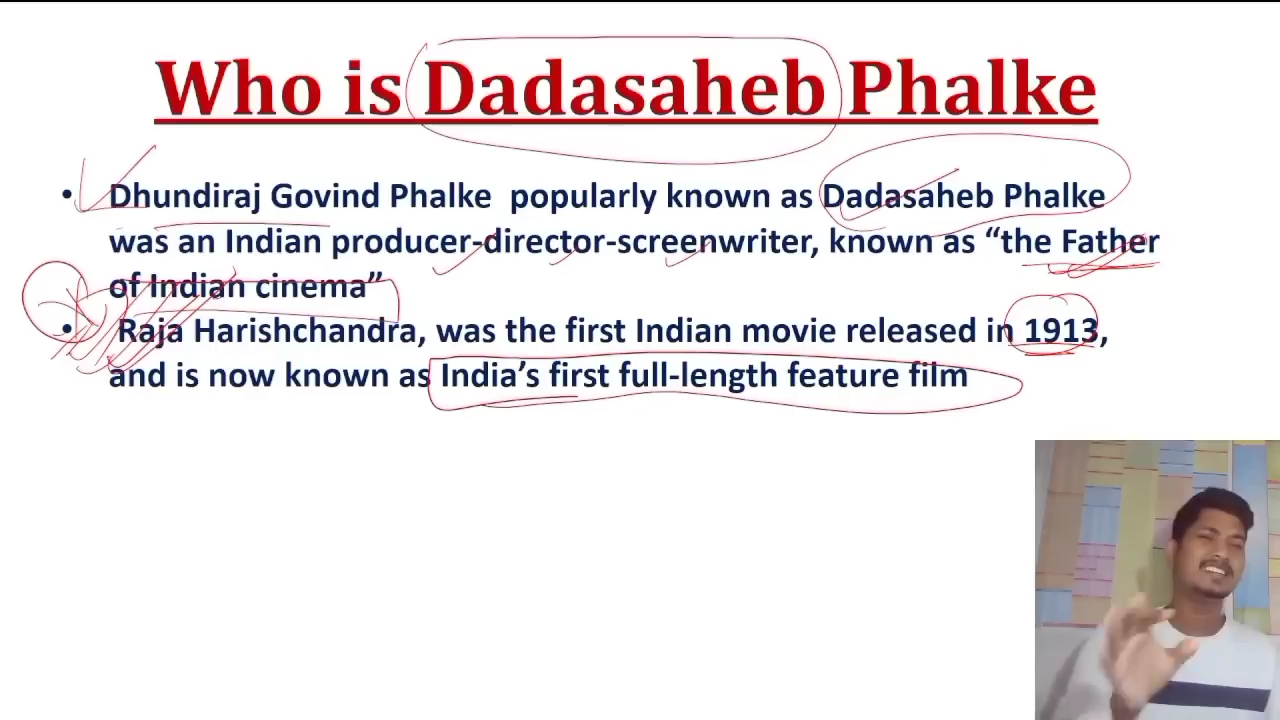 Who is Dadasaheb Phalke
• Dhundiraj Govind Phalke popularly known as Dadasaheb Phalke
was an Indian producer-director-screenwriter, known as “the Father
of Indian cinema”
• Raja Harishchandra, was the first Indian movie released in 1913,
and is now known as India’s first full-length feature film